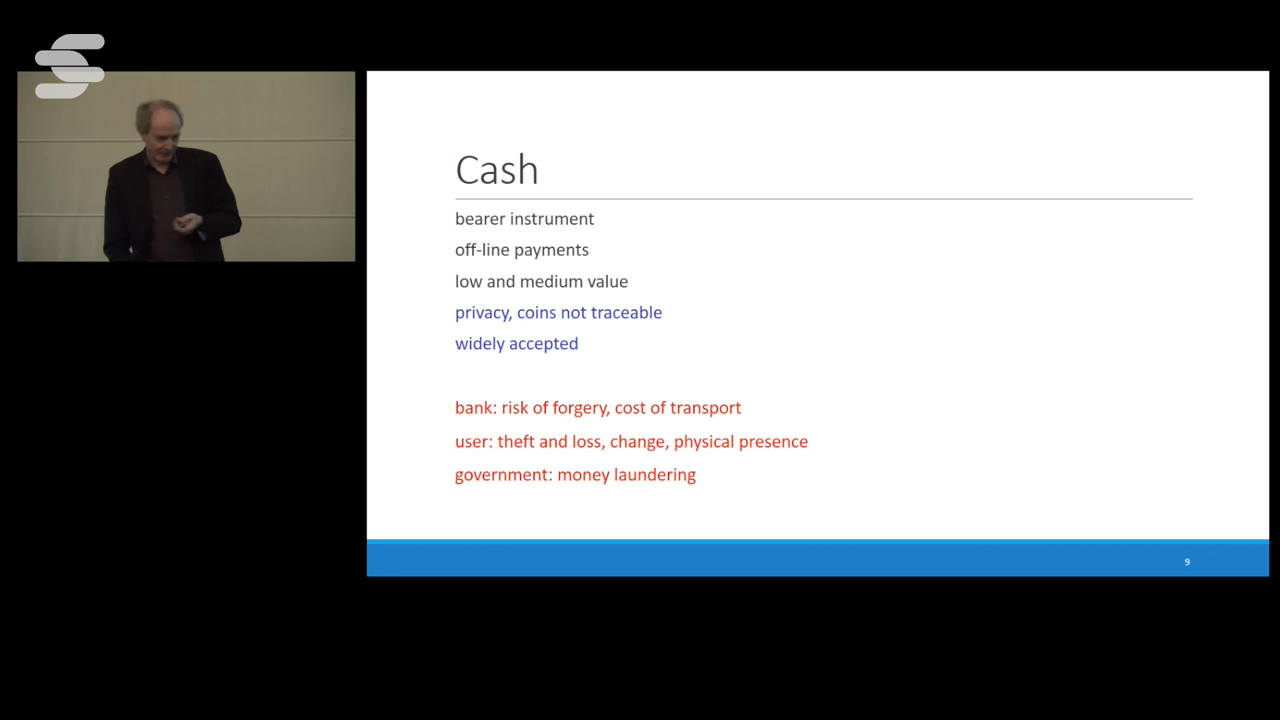 Cash
bearer instrument
off-line payments
low and medium value
privacy, coins not traceable
widely accepted
bank: risk of forgery, cost of transport
user: theft and loss, change, physical presence
government: money laundering
9